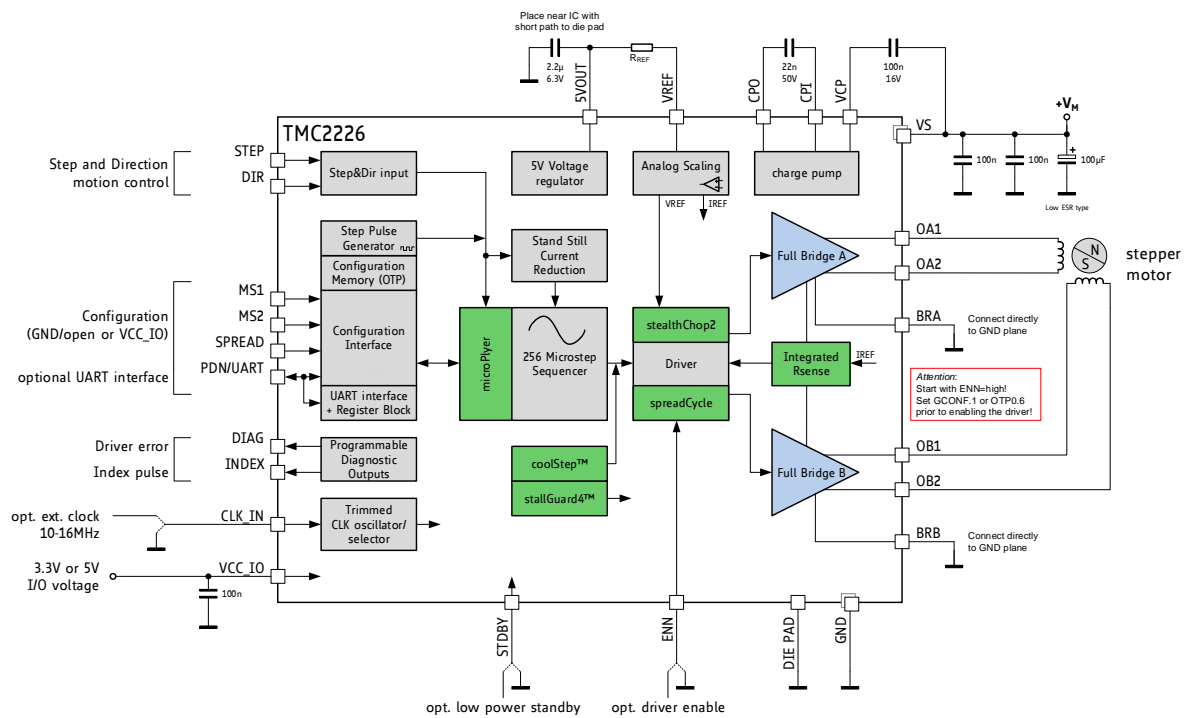 Place near IC with
short path to die pad
2.2µ
6.3V
RREF
22n
50V
100n
16V
5VOUT
VREF
CPO
CPI
VCP
+VM
VS
100n
100n
100µF
+
Low ESR type
TMC2226
Step and Direction
motion control
STEP
DIR
Step&Dir input
5V Voltage
regulator
Analog Scaling
VREF
IREF
charge pump
Step Pulse
Generator
Configuration
Memory (OTP)
Stand Still
Current
Reduction
Full Bridge A
OA1
OA2
N
S
stepper
motor
Configuration
(GND/open or VCC_IO)
optional UART interface
MS1
MS2
SPREAD
PDN/UART
Configuration
Interface
UART interface
+ Register Block
microPlyer
256 Microstep
Sequencer
stealthChop2
Driver
spreadCycle
Integrated
Rsense
IREF
BRA
Connect directly
to GND plane
Attention:
Start with ENN=high!
Set GCONF.1 or OTP0.6
prior to enabling the driver!
Driver error
Index pulse
DIAG
INDEX
Programmable
Diagnostic
Outputs
coolStep™
stallGuard4™
Full Bridge B
OB1
OB2
opt. ext. clock
10-16MHz
CLK_IN
Trimmed
CLK oscillator/
selector
BRB
Connect directly
to GND plane
3.3V or 5V
I/O voltage
VCC_IO
100n
STDBY
ENN
DIE PAD
GND
opt. low power standby
opt. driver enable